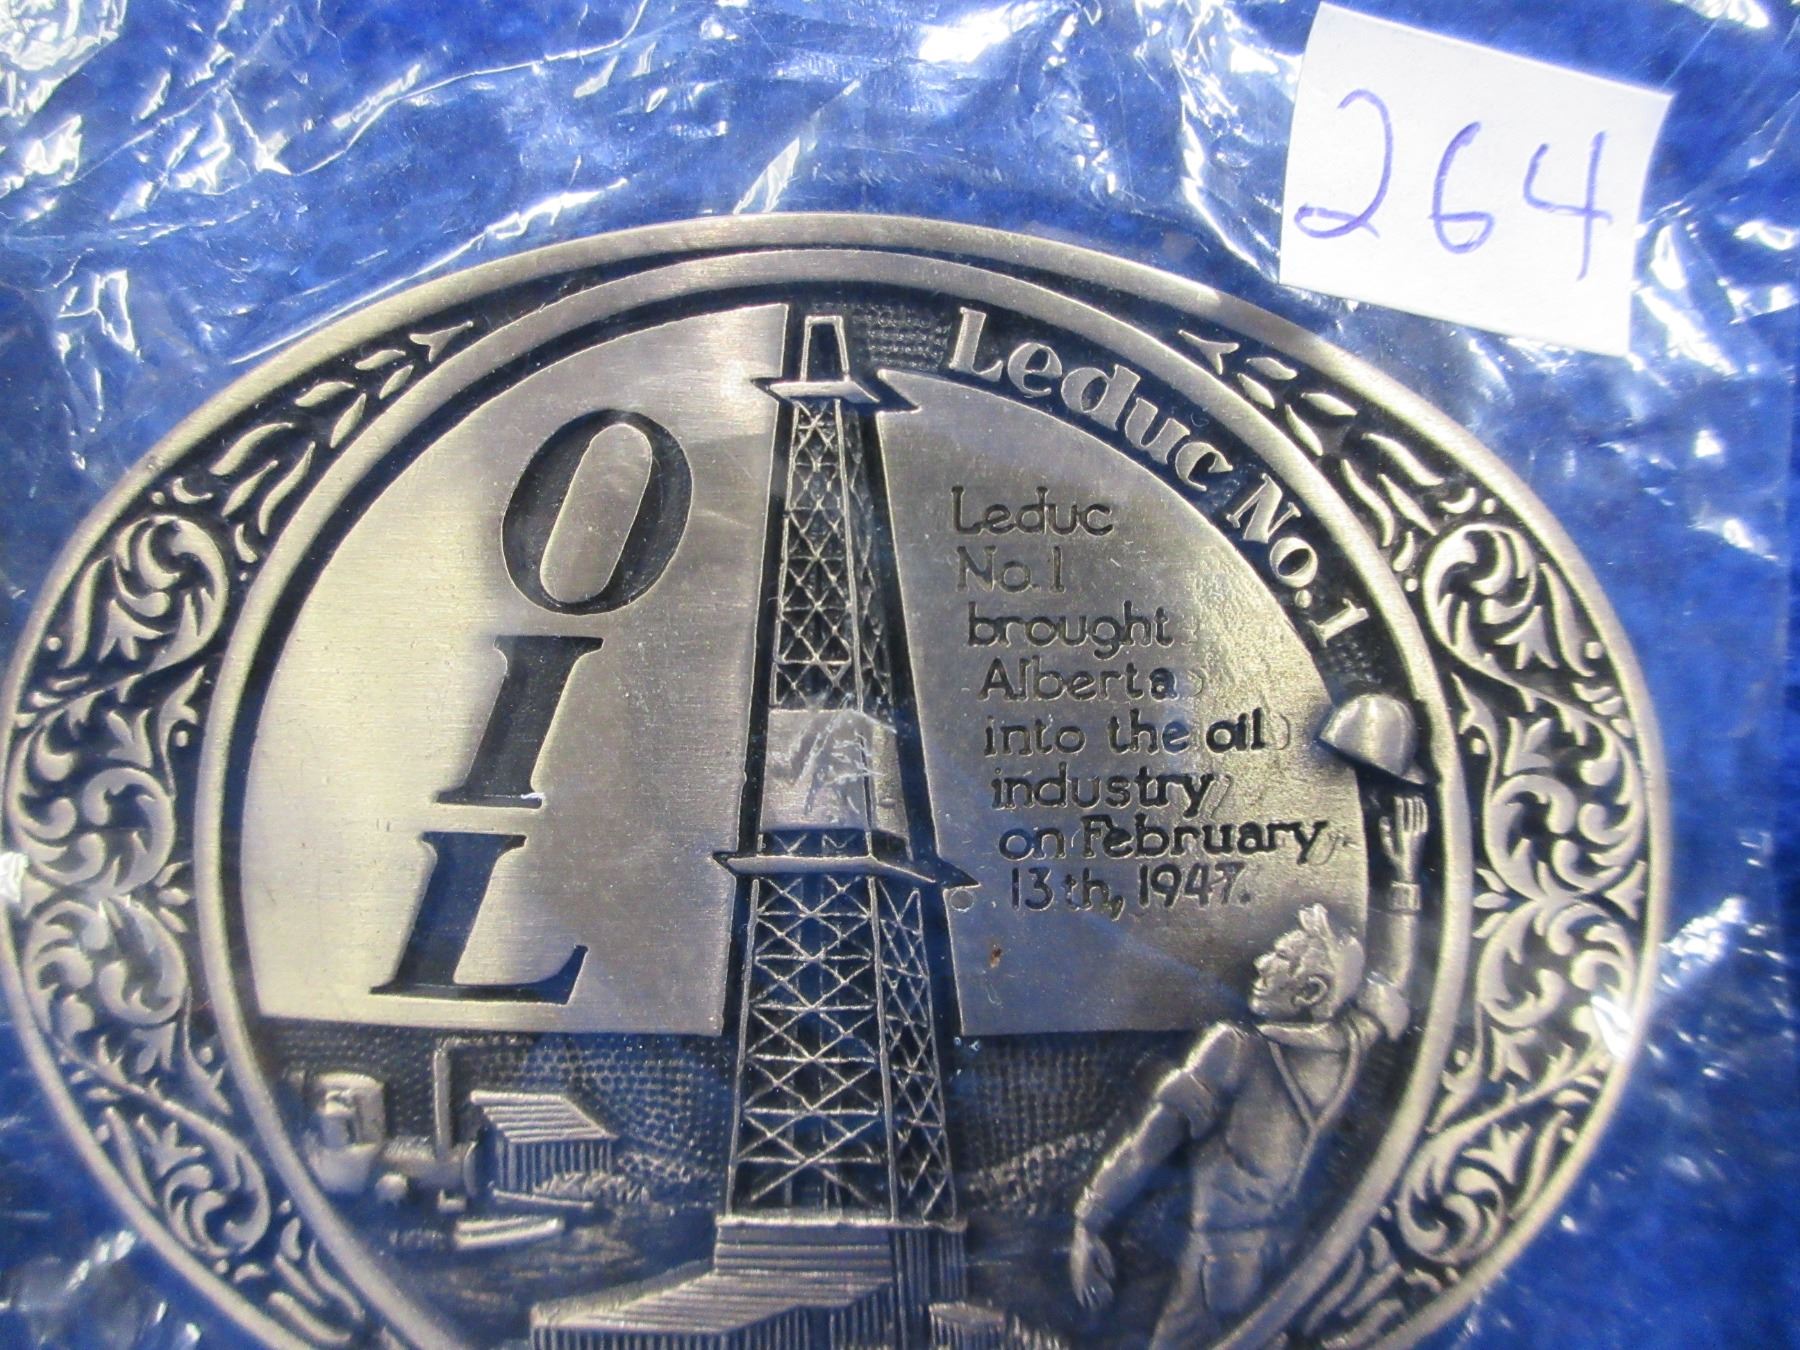 264
Leduc No. 1
OIL
Leduc
No. 1
brought
Alberta
into the oil
industry
on February
13th, 1947.